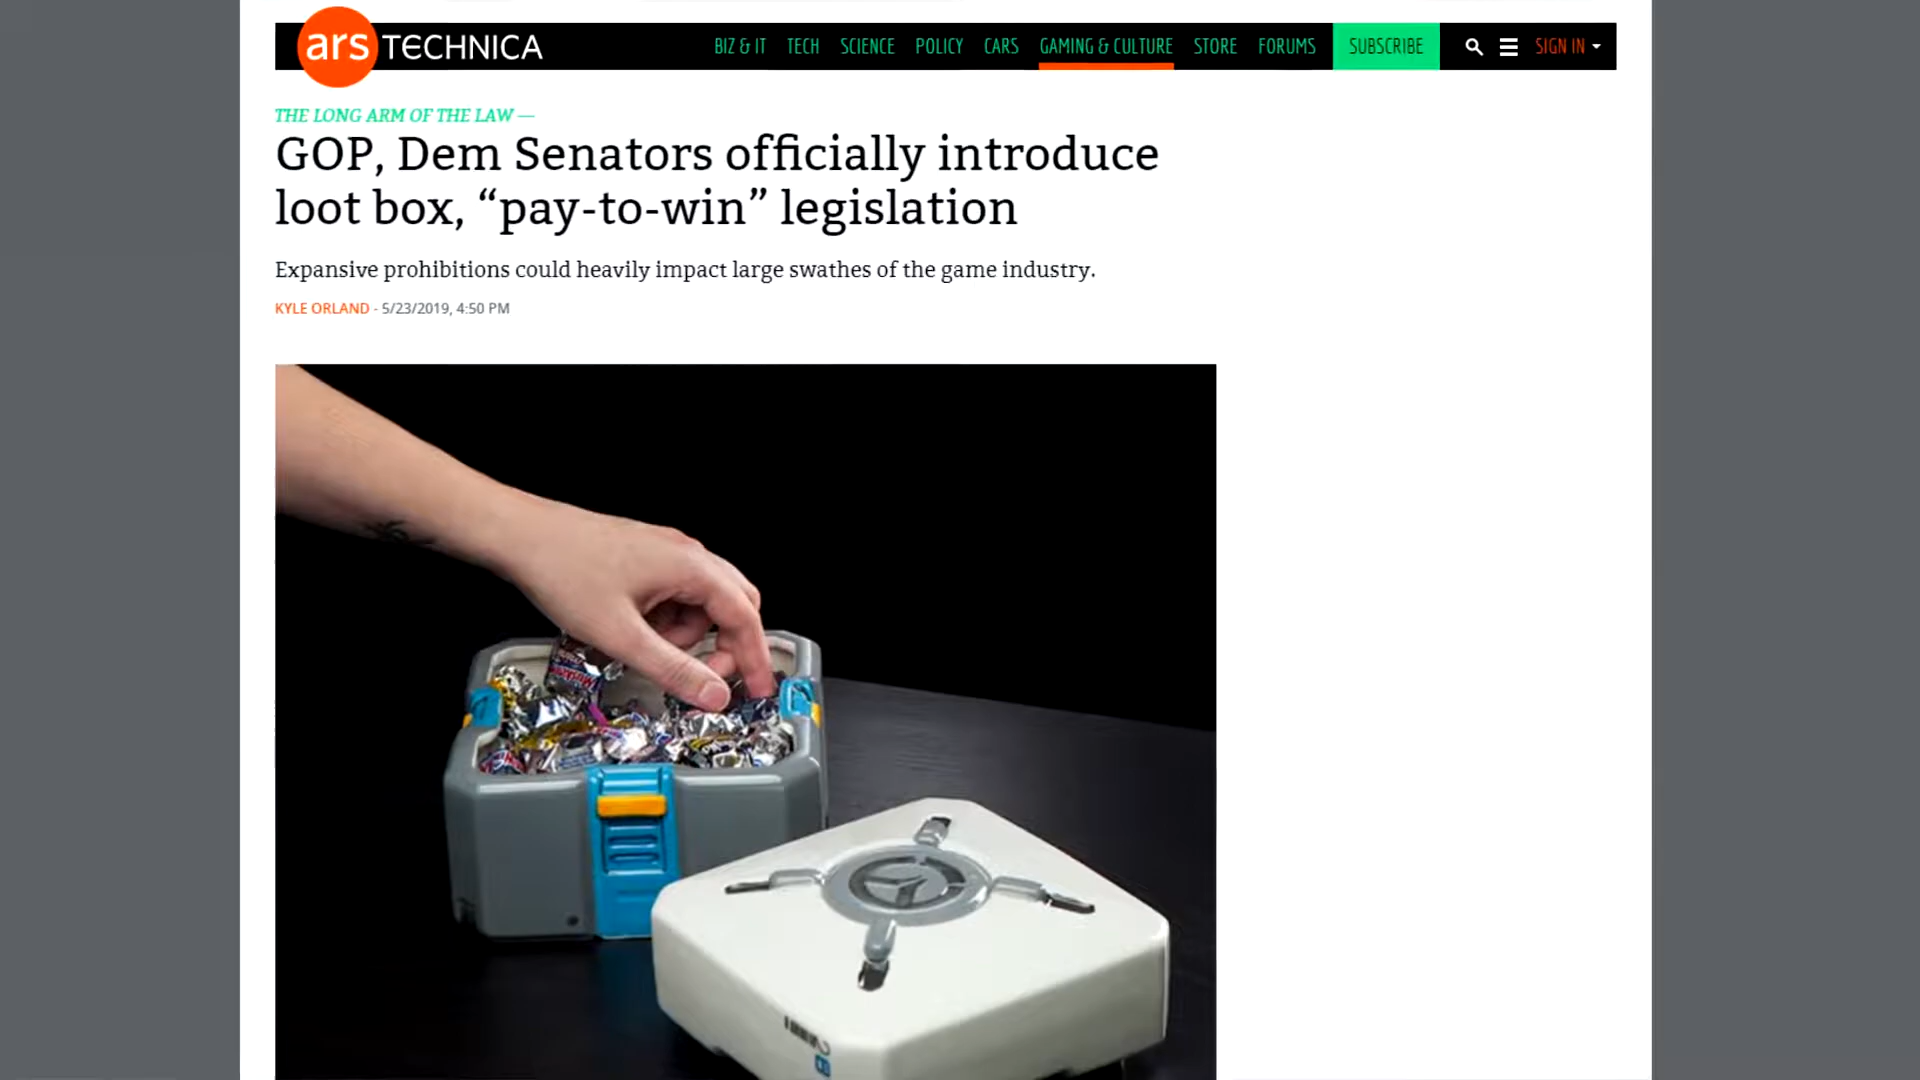 ars TECHNICA
BIZ & IT TECH SCIENCE POLICY CARS GAMING & CULTURE STORE FORUMS SUBSCRIBE SIGN IN
THE LONG ARM OF THE LAW —
GOP, Dem Senators officially introduce
loot box, “pay-to-win” legislation
Expansive prohibitions could heavily impact large swathes of the game industry.
KYLE ORLAND - 5/23/2019, 4:50 PM